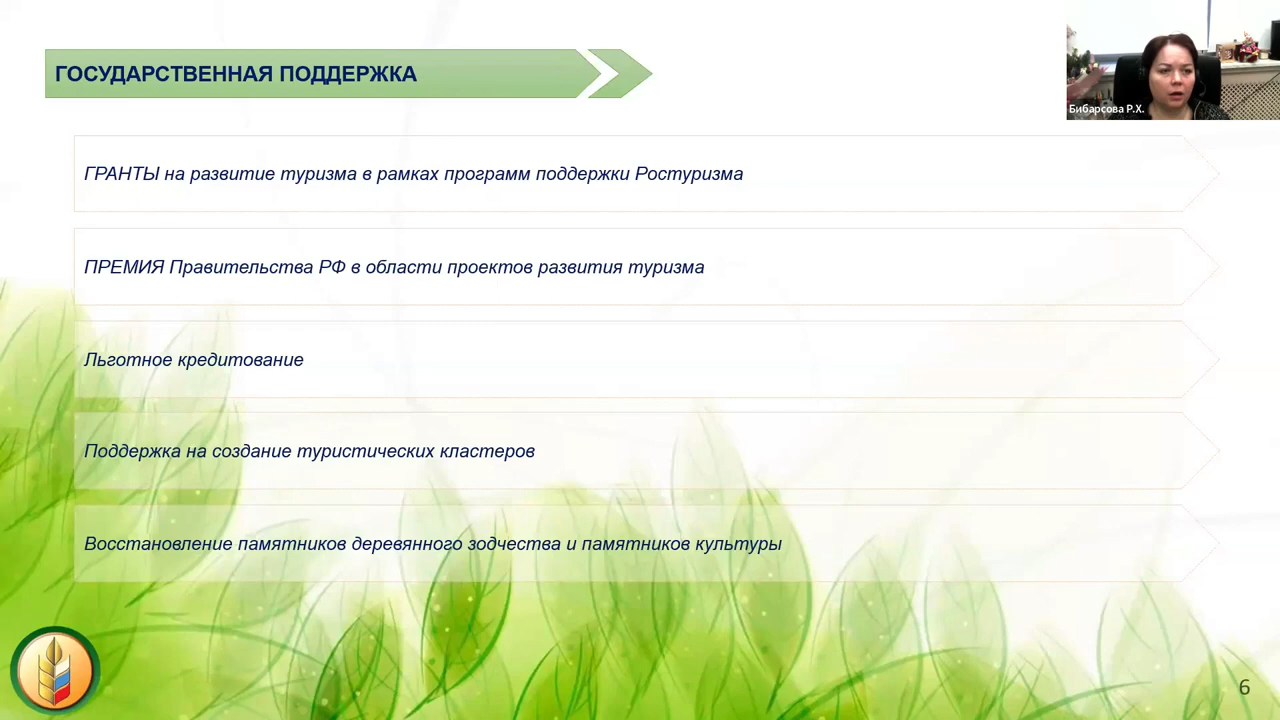 ГОСУДАРСТВЕННАЯ ПОДДЕРЖКА
Бибарсова Р.Х.
ГРАНТЫ на развитие туризма в рамках программ поддержки Ростуризма
ПРЕМИЯ Правительства РФ в области проектов развития туризма
Льготное кредитование
Поддержка на создание туристических кластеров
Восстановление памятников деревянного зодчества и памятников культуры
6